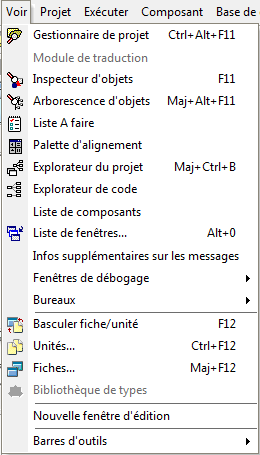 Voir Projet Exécuter Composant Base de
Gestionnaire de projet Ctrl+Alt+F11
Module de traduction
Inspecteur d'objets F11
Arborescence d'objets Maj+Alt+F11
Liste A faire
Palette d'alignement
Explorateur du projet Maj+Ctrl+B
Explorateur de code
Liste de composants
Liste de fenêtres... Alt+0
Infos supplémentaires sur les messages
Fenêtres de débogage
Bureaux
Basculer fiche/unité F12
Unités... Ctrl+F12
Fiches... Maj+F12
Bibliothèque de types
Nouvelle fenêtre d'édition
Barres d'outils